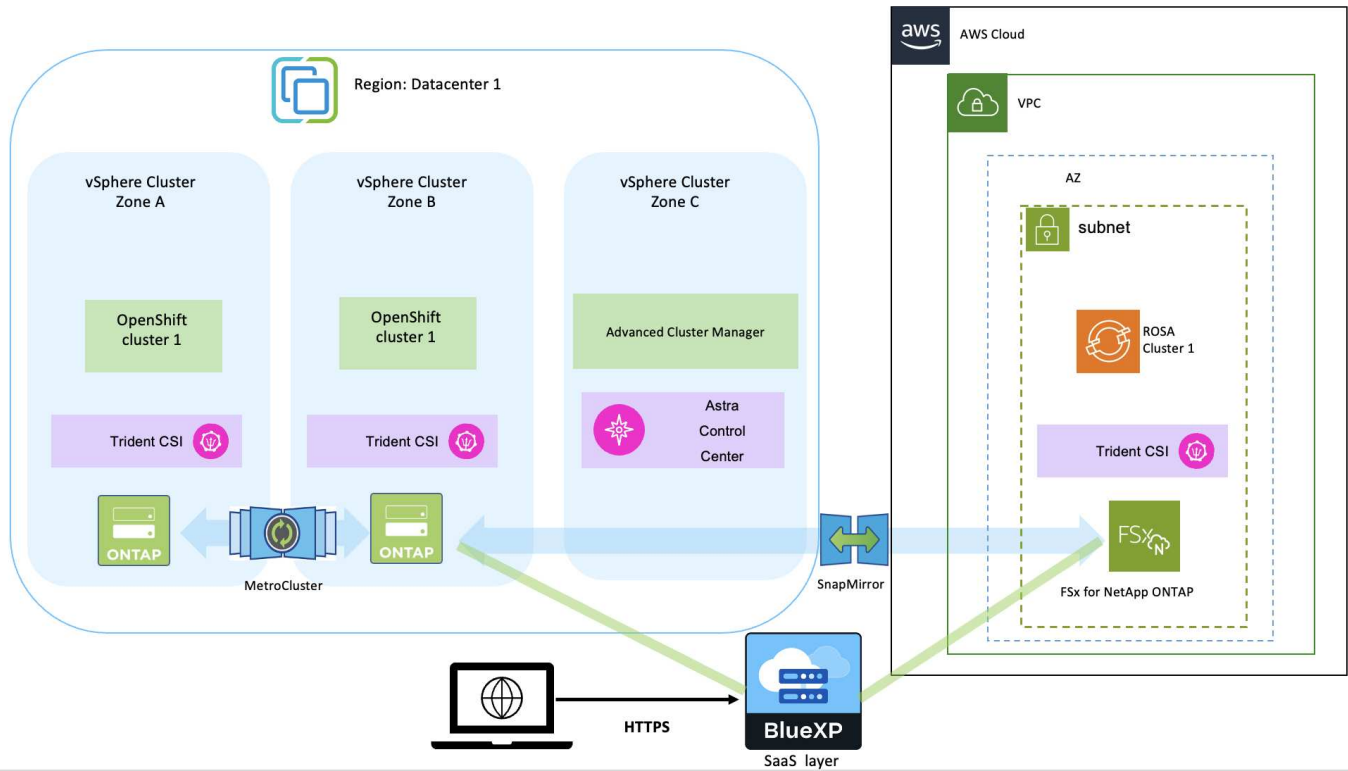 aws
AWS Cloud
Region: Datacenter 1
VPC
vSphere Cluster
Zone A
vSphere Cluster
Zone B
vSphere Cluster
Zone C
AZ
subnet
OpenShift
cluster 1
OpenShift
cluster 1
Advanced Cluster Manager
ROSA
Cluster 1
Trident CSI
Trident CSI
Astra
Control
Center
Trident CSI
ONTAP
ONTAP
FSx
N
MetroCluster
SnapMirror
FSx for NetApp ONTAP
HTTPS
BlueXP
SaaS layer